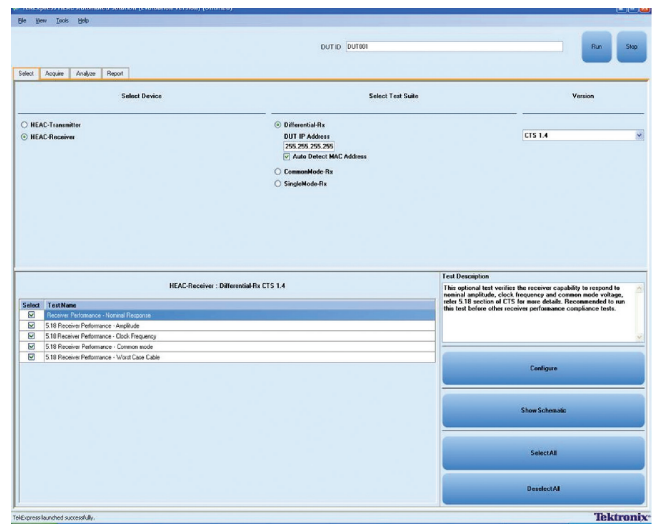 File View Tools Help
DUT ID DUT001
Run Stop
Select Acquire Analyze Report
Select Device Select Test Suite Version
HEAC-Transmitter
HEAC-Receiver
Differential-Rx
DUT IP Address
255.255.255.255
Auto Detect MAC Address
CommonMode-Rx
SingleMode-Rx
CTS 1.4
HEAC-Receiver : Differential-Rx CTS 1.4
Select TestName
Receiver Performance - Nominal Response
5.18 Receiver Performance - Amplitude
5.18 Receiver Performance - Clock Frequency
5.18 Receiver Performance - Common mode
5.18 Receiver Performance - Worst Case Cable
Test Description
This optional test verifies the receiver capability to respond to
nominal amplitude, clock frequency and common mode voltage,
refer 5.18 section of CTS for more details. Recommended to run
this test before other receiver performance compliance tests.
Configure
Show Schematic
Select All
Deselect All
TekExpress launched successfully.
Tektronix